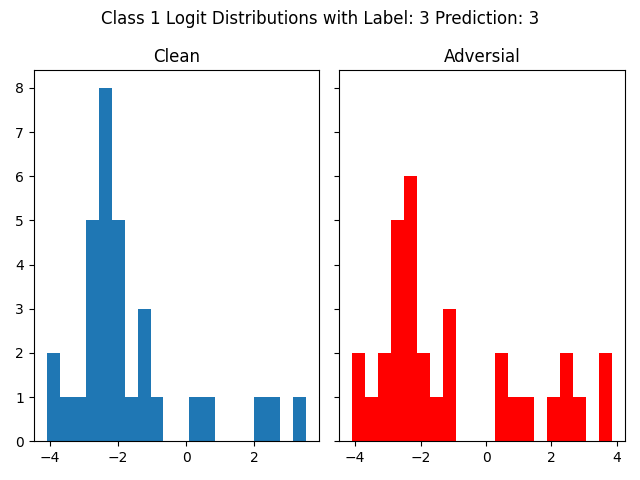 Class 1 Logit Distributions with Label: 3 Prediction: 3
Clean
Adversial
8
7
6
5
4
3
2
1
0
−4 −2 0 2
−4 −2 0 2 4